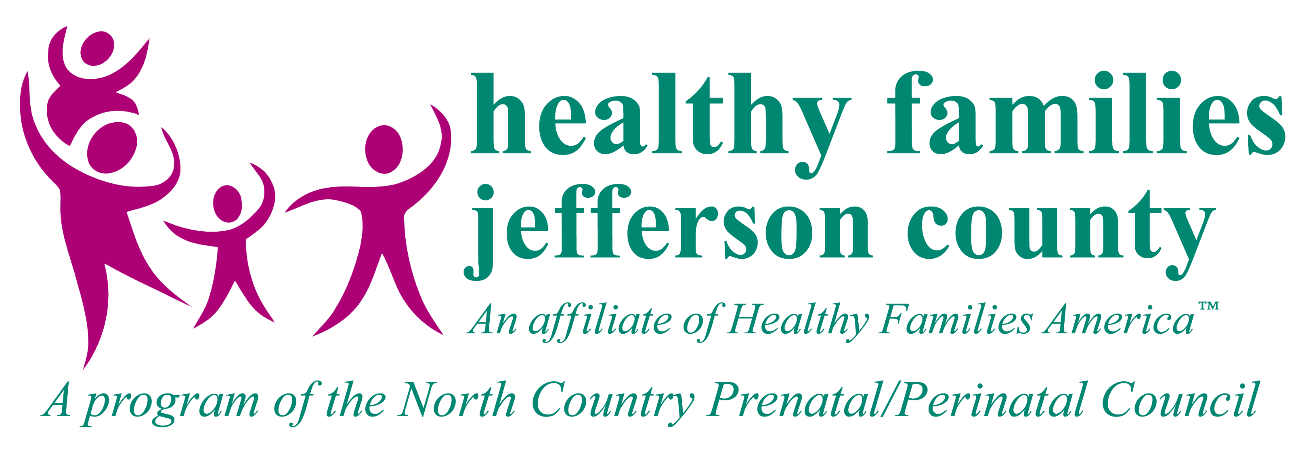 healthy families
jefferson county
An affiliate of Healthy Families America™
A program of the North Country Prenatal/Perinatal Council